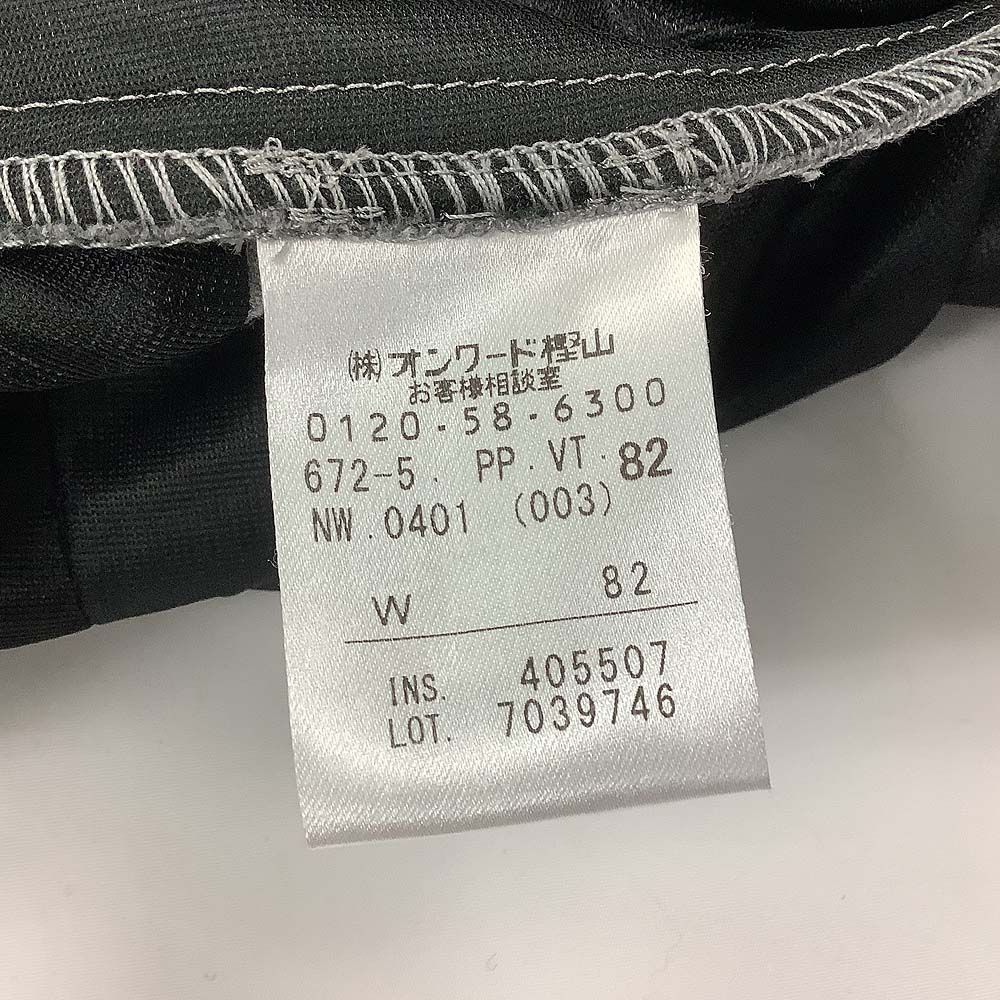 (株)オンワード樫山
お客様相談室
0120-58-6300
672-5. PP.VT. 82
NW.0401 (003)
W 82
INS. 405507
LOT. 7039746